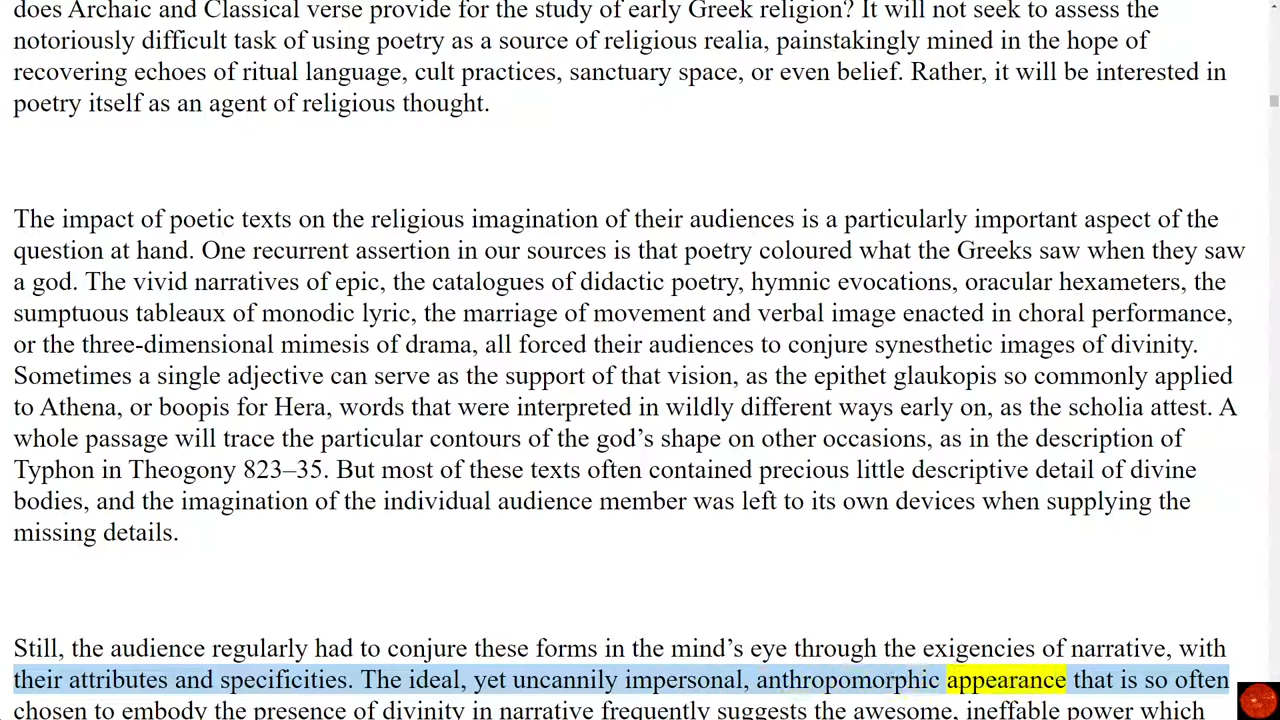 does Archaic and Classical verse provide for the study of early Greek religion? It will not seek to assess the
notoriously difficult task of using poetry as a source of religious realia, painstakingly mined in the hope of
recovering echoes of ritual language, cult practices, sanctuary space, or even belief. Rather, it will be interested in
poetry itself as an agent of religious thought.
The impact of poetic texts on the religious imagination of their audiences is a particularly important aspect of the
question at hand. One recurrent assertion in our sources is that poetry coloured what the Greeks saw when they saw
a god. The vivid narratives of epic, the catalogues of didactic poetry, hymnic evocations, oracular hexameters, the
sumptuous tableaux of monodic lyric, the marriage of movement and verbal image enacted in choral performance,
or the three-dimensional mimesis of drama, all forced their audiences to conjure synesthetic images of divinity.
Sometimes a single adjective can serve as the support of that vision, as the epithet glaukopis so commonly applied
to Athena, or boopis for Hera, words that were interpreted in wildly different ways early on, as the scholia attest. A
whole passage will trace the particular contours of the god’s shape on other occasions, as in the description of
Typhon in Theogony 823–35. But most of these texts often contained precious little descriptive detail of divine
bodies, and the imagination of the individual audience member was left to its own devices when supplying the
missing details.
Still, the audience regularly had to conjure these forms in the mind’s eye through the exigencies of narrative, with
their attributes and specificities. The ideal, yet uncannily impersonal, anthropomorphic appearance that is so often
chosen to embody the presence of divinity in narrative frequently suggests the awesome, ineffable power which